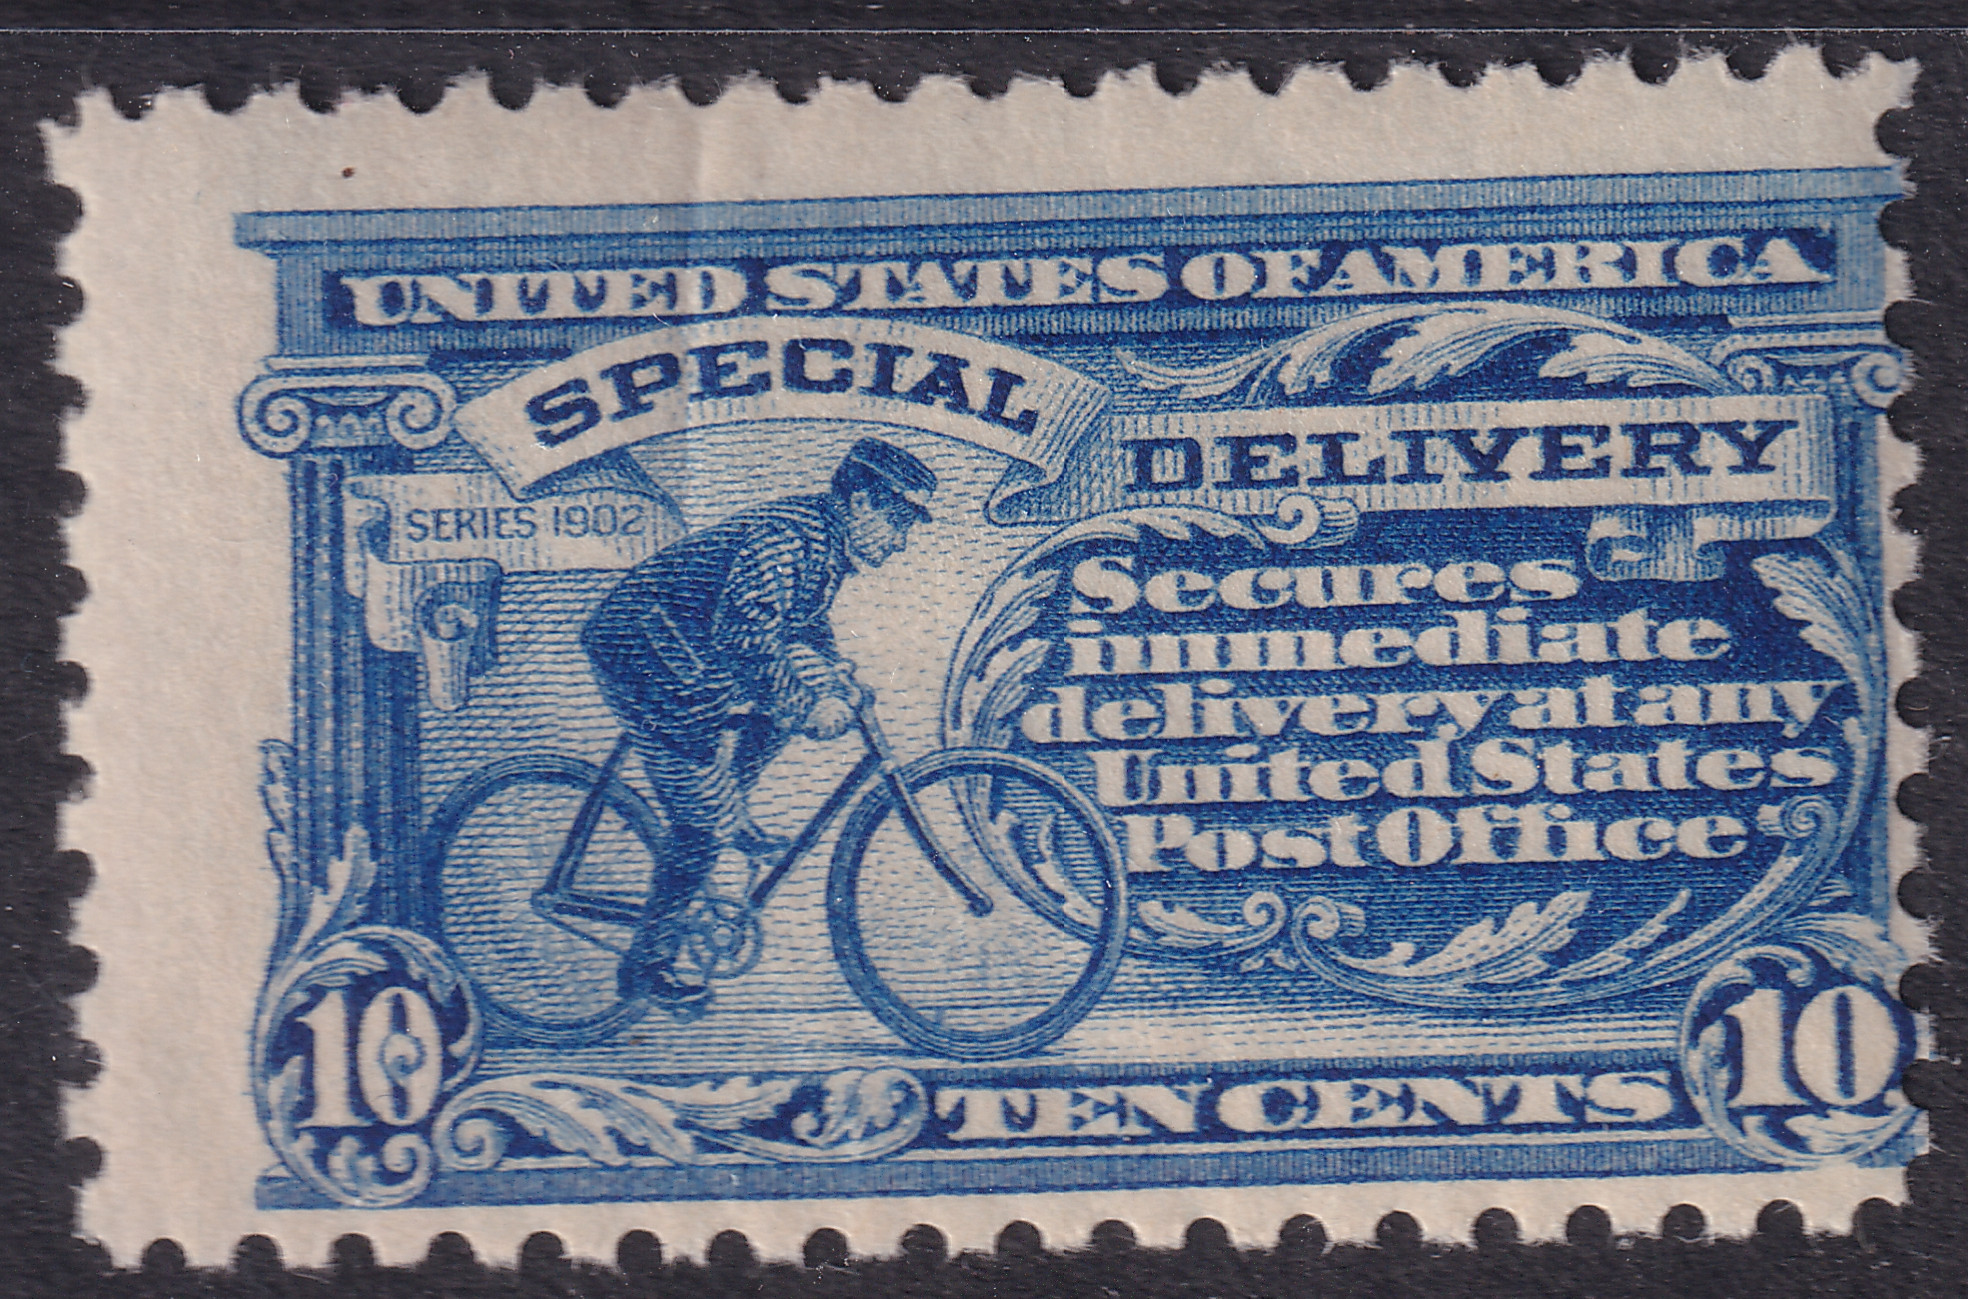 UNITED STATES OF AMERICA
SPECIAL
DELIVERY
SERIES 1902
Secures
immediate
delivery at any
United States
Post Office
10
TEN CENTS
10